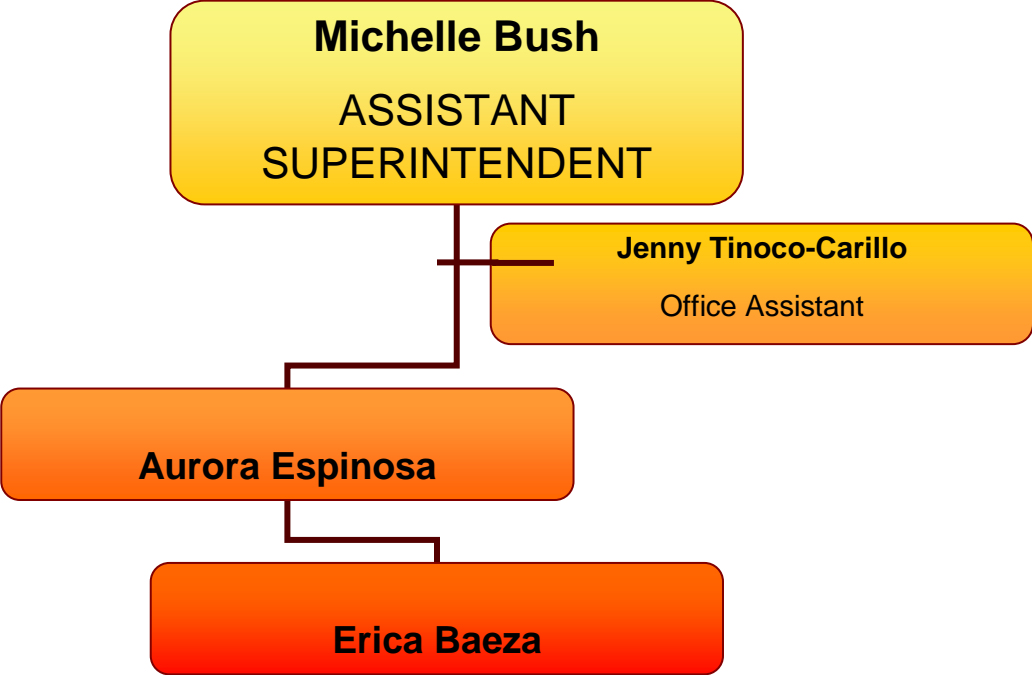 Michelle Bush
ASSISTANT
SUPERINTENDENT
Jenny Tinoco-Carillo
Office Assistant
Aurora Espinosa
Erica Baeza